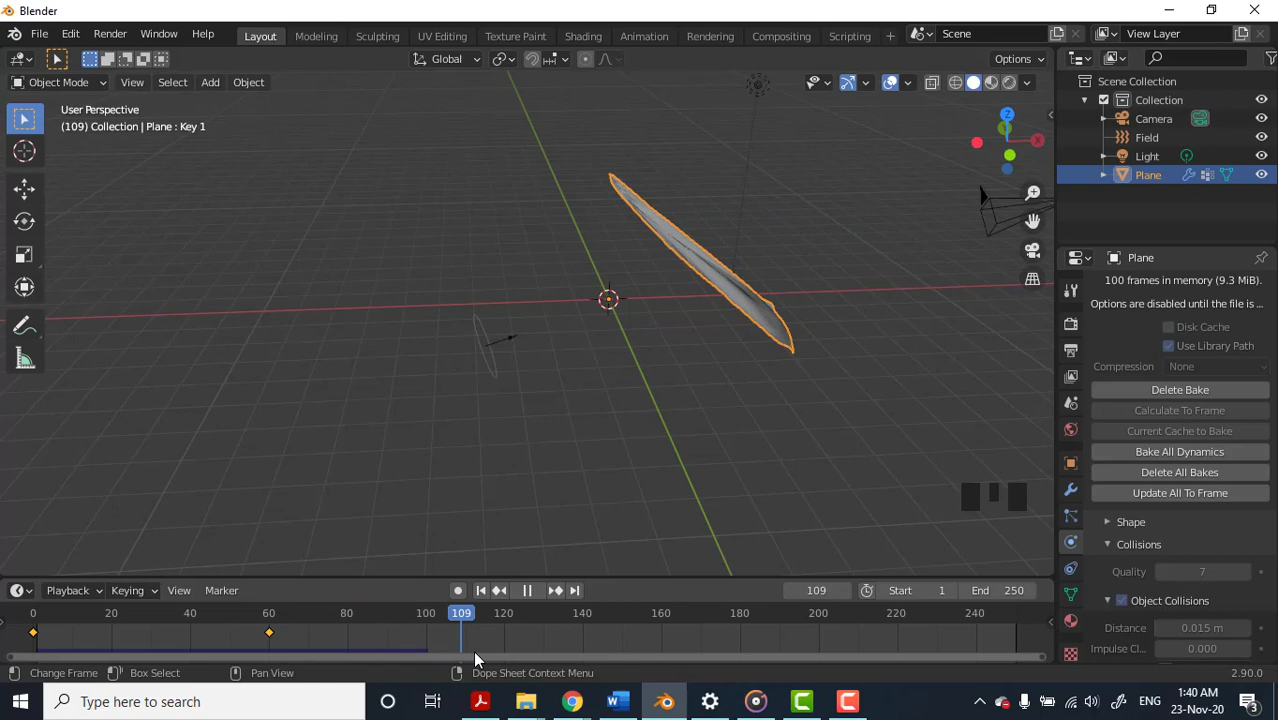 Blender
File Edit Render Window Help Layout Modeling Sculpting UV Editing Texture Paint Shading Animation Rendering Compositing Scripting Scene View Layer
Global Options
Object Mode View Select Add Object
User Perspective
(109) Collection | Plane : Key 1
Z
Scene Collection
Collection
Camera
Field
Light
Plane
Plane
100 frames in memory (9.3 MiB).
Options are disabled until the file is ...
Disk Cache
Use Library Path
Compression None
Delete Bake
Calculate To Frame
Current Cache to Bake
Bake All Dynamics
Delete All Bakes
Update All To Frame
Shape
Collisions
Quality 7
Object Collisions
Distance 0.015 m
Impulse Cl... 0.000
Playback Keying View Marker 109 Start 1 End 250
0 20 40 60 80 100 109 120 140 160 180 200 220 240
Change Frame Box Select Pan View Dope Sheet Context Menu 2.90.0
Type here to search
ENG
1:40 AM
23-Nov-20
3